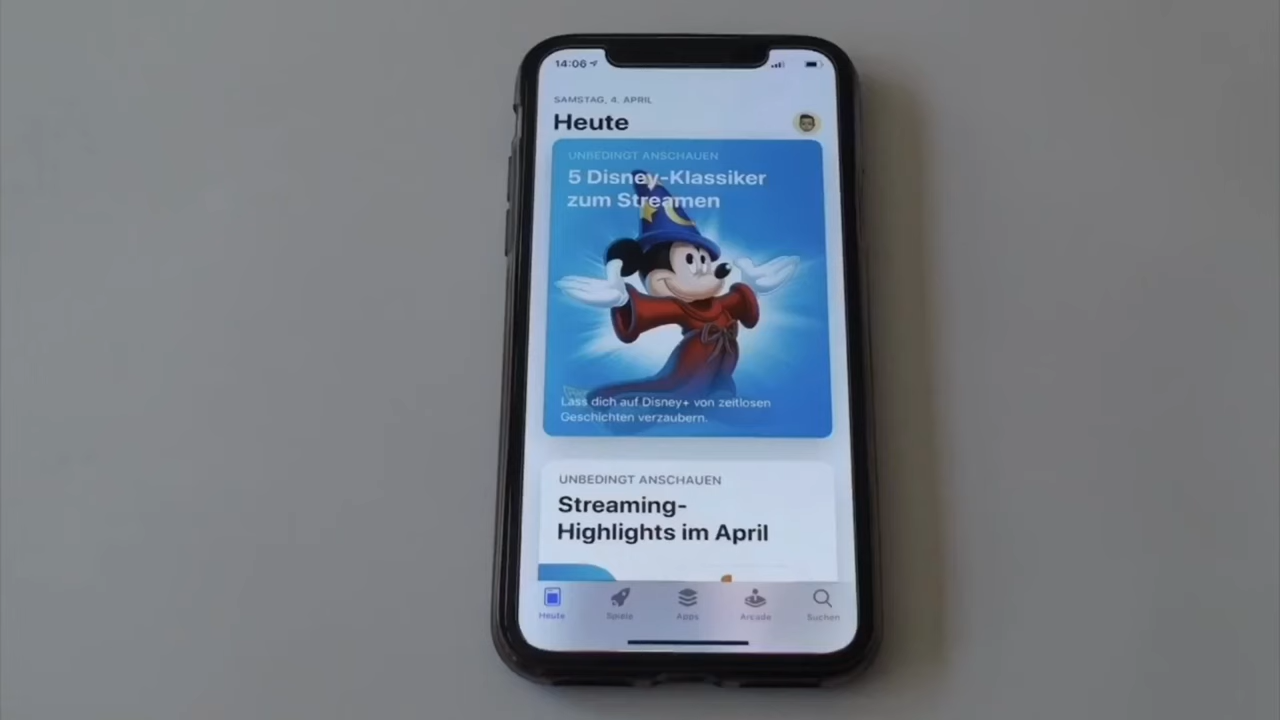 14:06
SAMSTAG, 4. APRIL
Heute
UNBEDINGT ANSCHAUEN
5 Disney-Klassiker
zum Streamen
Lass dich auf Disney+ von zeitlosen
Geschichten verzaubern.
UNBEDINGT ANSCHAUEN
Streaming-
Highlights im April
Heute Spiele Apps Arcade Suchen